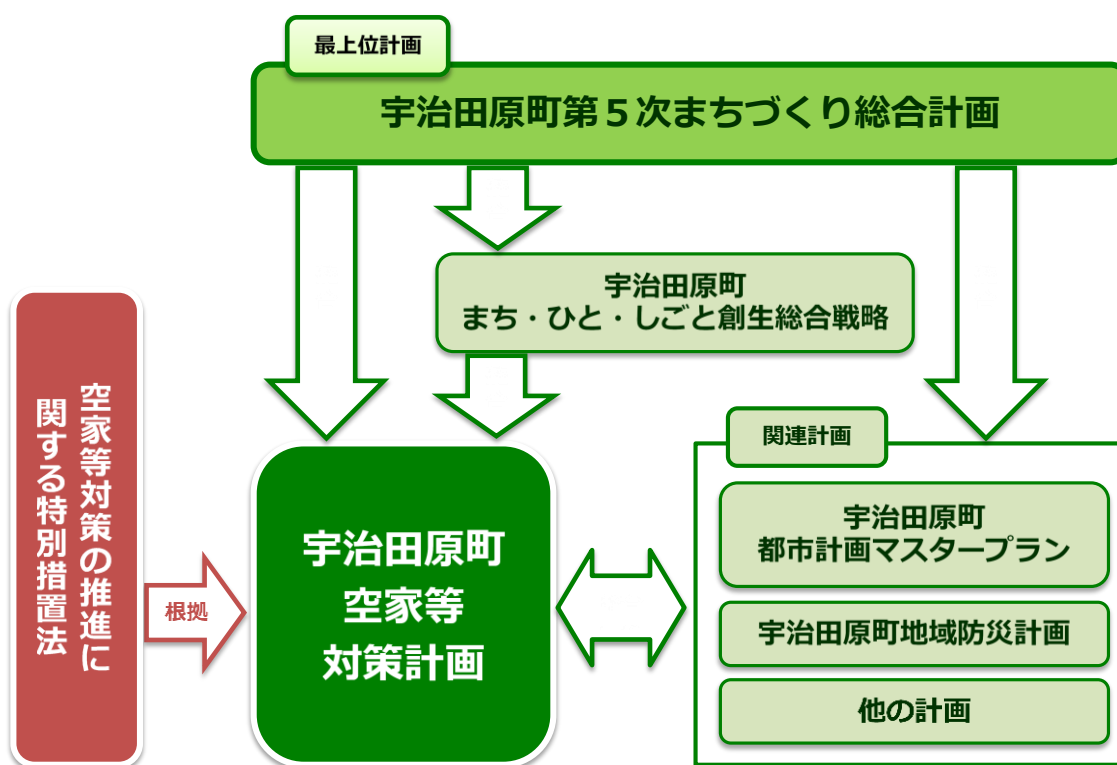 最上位計画
宇治田原町第５次まちづくり総合計画
宇治田原町
まち・ひと・しごと創生総合戦略
空家等対策の推進に
関する特別措置法
根拠
宇治田原町
空家等
対策計画
関連計画
宇治田原町
都市計画マスタープラン
宇治田原町地域防災計画
他の計画